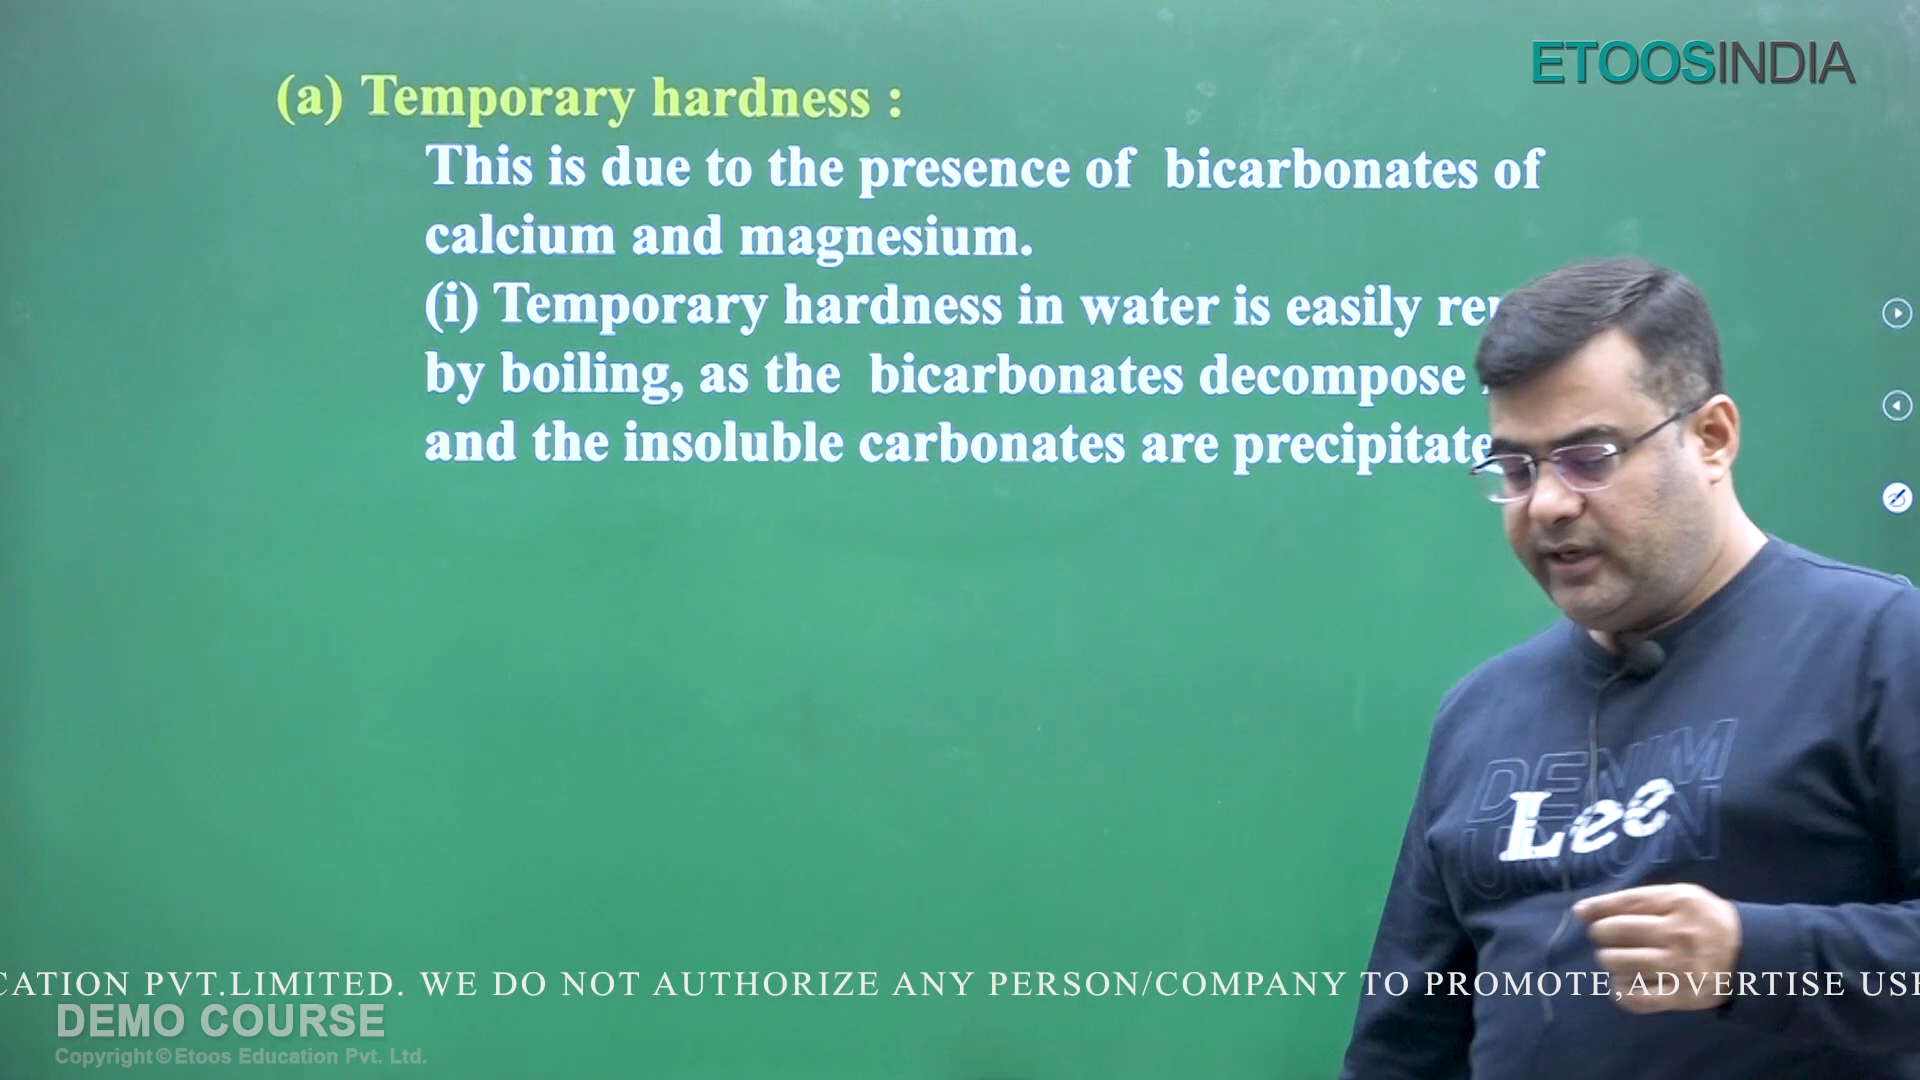 ETOOSINDIA
(a) Temporary hardness :
This is due to the presence of bicarbonates of
calcium and magnesium.
(i) Temporary hardness in water is easily
by boiling, as the bicarbonates decompose
and the insoluble carbonates are
DENIM
Lee
UNION
CATION PVT.LIMITED. WE DO NOT AUTHORIZE ANY PERSON/COMPANY TO PROMOTE,ADVERTISE USE
DEMO COURSE
Copyright © Etoos Education Pvt. Ltd.